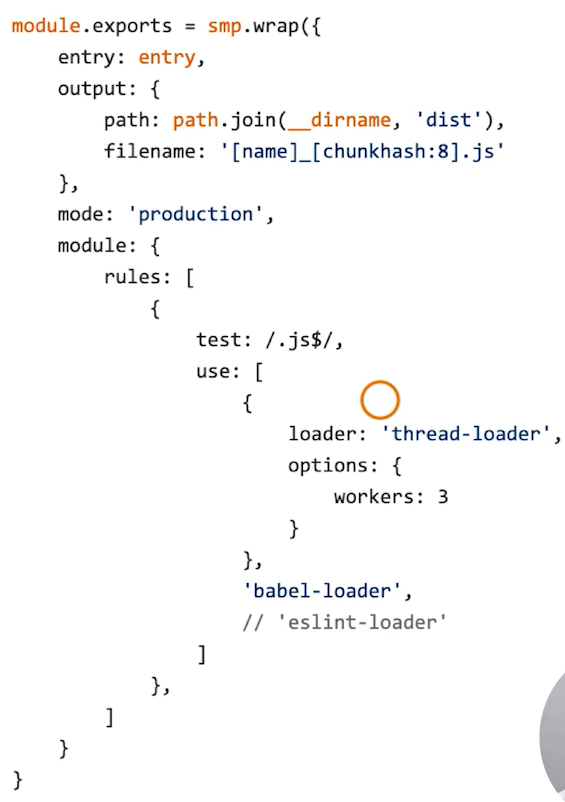 module.exports = smp.wrap({
    entry: entry,
    output: {
        path: path.join(__dirname, 'dist'),
        filename: '[name]_[chunkhash:8].js'
    },
    mode: 'production',
    module: {
        rules: [
            {
                test: /.js$/,
                use: [
                    {
                        loader: 'thread-loader',
                        options: {
                            workers: 3
                        }
                    },
                    'babel-loader',
                    // 'eslint-loader'
                ]
            },
        ]
    }
}